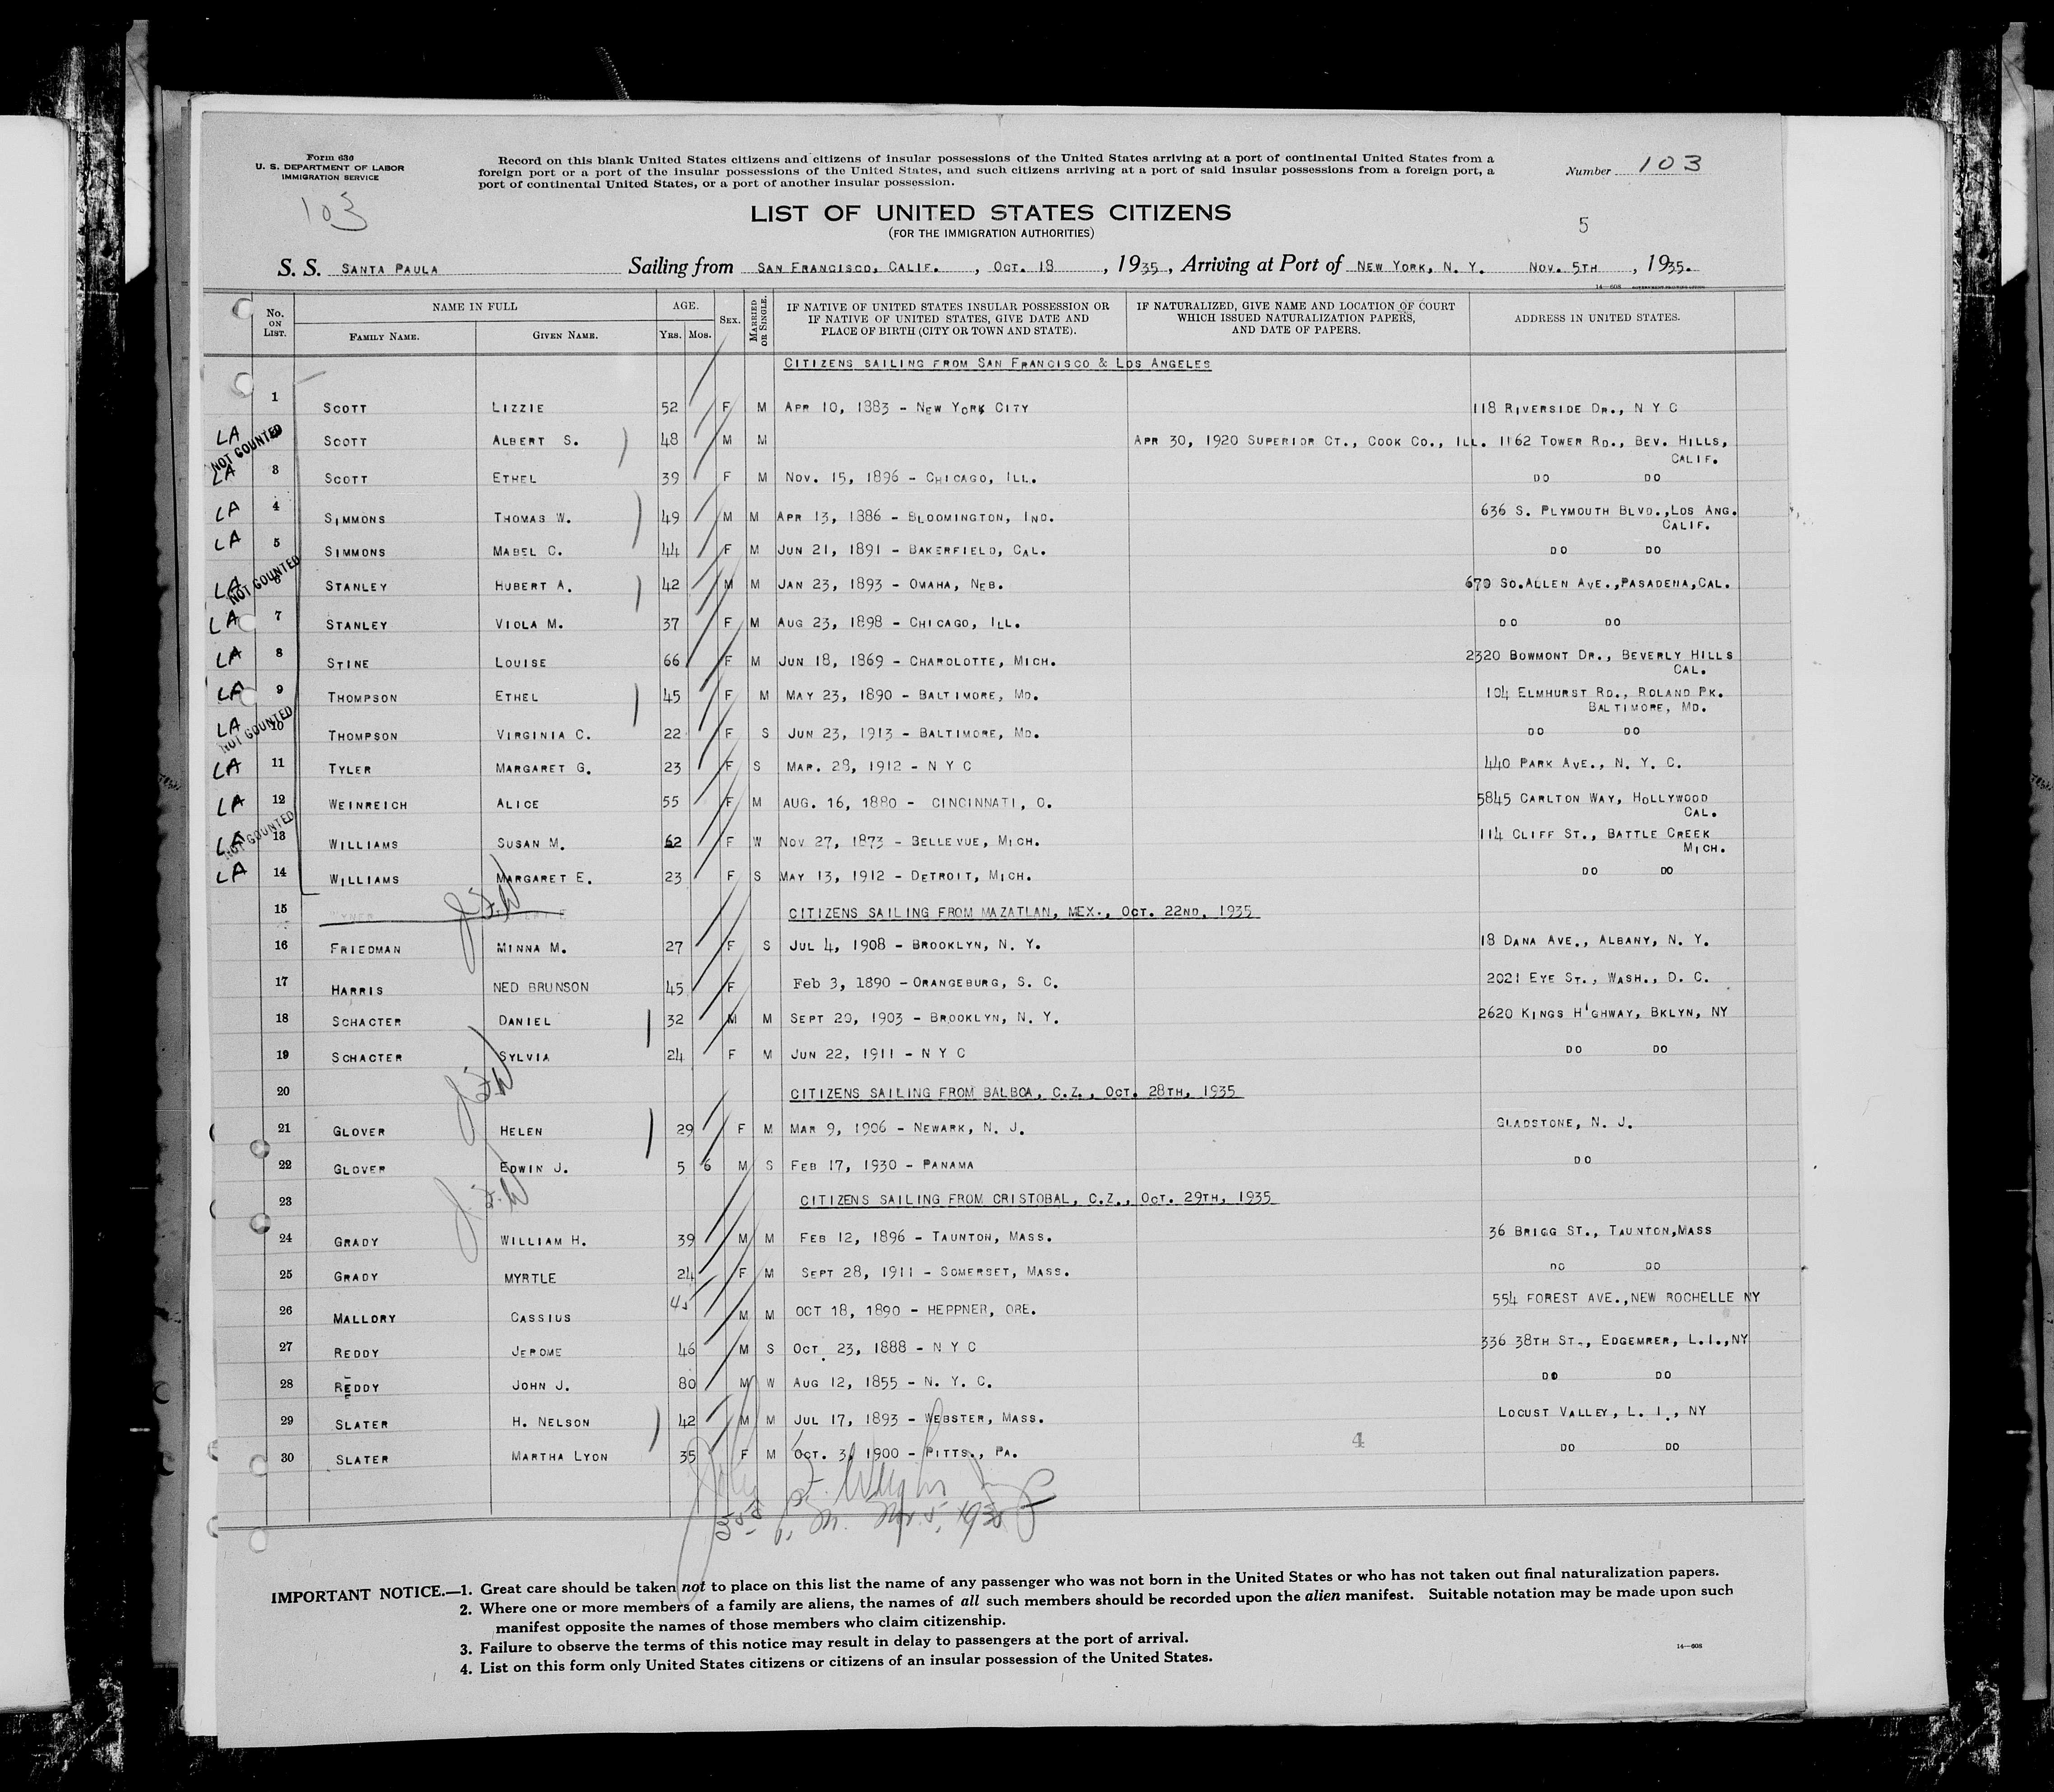 Form 630
U. S. DEPARTMENT OF LABOR
IMMIGRATION SERVICE
103
Record on this blank United States citizens and citizens of insular possessions of the United States arriving at a port of continental United States from a
foreign port or a port of the insular possessions of the United States, and such citizens arriving at a port of said insular possessions from a foreign port, a
port of continental United States, or a port of another insular possession.
Number 103
LIST OF UNITED STATES CITIZENS
(FOR THE IMMIGRATION AUTHORITIES)
5
S. S. SANTA PAULA Sailing from SAN FRANCISCO, CALIF. , OCT. 18 , 1935 , Arriving at Port of NEW YORK, N. Y. NOV. 5TH , 1935.
14—608
No. ON LIST. NAME IN FULL AGE. SEX. MARRIED OR SINGLE. IF NATIVE OF UNITED STATES INSULAR POSSESSION OR IF NATIVE OF UNITED STATES, GIVE DATE AND PLACE OF BIRTH (CITY OR TOWN AND STATE). IF NATURALIZED, GIVE NAME AND LOCATION OF COURT WHICH ISSUED NATURALIZATION PAPERS, AND DATE OF PAPERS. ADDRESS IN UNITED STATES.
FAMILY NAME. GIVEN NAME. YRS. MOS.
CITIZENS SAILING FROM SAN FRANCISCO & LOS ANGELES
1 SCOTT LIZZIE 52 F M APR 10, 1883 - NEW YORK CITY 118 RIVERSIDE DR., N Y C
LA NOT COUNTED SCOTT ALBERT S. 48 M M APR 30, 1920 SUPERIOR CT., COOK CO., ILL. 1162 TOWER RD., BEV. HILLS,
CALIF.
LA 3 SCOTT ETHEL 39 F M NOV. 15, 1896 - CHICAGO, ILL. DO DO
LA 4 SIMMONS THOMAS W. 49 M M APR 13, 1886 - BLOOMINGTON, IND. 636 S. PLYMOUTH BLVD.,LOS ANG.
CALIF.
LA 5 SIMMONS MABEL C. 44 F M JUN 21, 1891 - BAKERFIELD, CAL. DO DO
LA NOT COUNTED 6 STANLEY HUBERT A. 42 M M JAN 23, 1893 - OMAHA, NEB. 670 SO.ALLEN AVE.,PASADENA,CAL.
LA 7 STANLEY VIOLA M. 37 F M AUG 23, 1898 - CHICAGO, ILL. DO DO
LA 8 STINE LOUISE 66 F M JUN 18, 1869 - CHAROLOTTE, MICH. 2320 BOWMONT DR., BEVERLY HILLS
CAL.
LA 9 THOMPSON ETHEL 45 F M MAY 23, 1890 - BALTIMORE, MD. 104 ELMHURST RD., ROLAND PK.
BALTIMORE, MD.
LA NOT COUNTED 10 THOMPSON VIRGINIA C. 22 F S JUN 23, 1913 - BALTIMORE, MD. DO DO
LA 11 TYLER MARGARET G. 23 F S MAR. 28, 1912 - N Y C 440 PARK AVE., N. Y. C.
LA 12 WEINREICH ALICE 55 F M AUG. 16, 1880 - CINCINNATI, O. 5845 CARLTON WAY, HOLLYWOOD
CAL.
LA NOT COUNTED 13 WILLIAMS SUSAN M. 62 F W NOV 27, 1873 - BELLEVUE, MICH. 114 CLIFF ST., BATTLE CREEK
MICH.
LA 14 WILLIAMS MARGARET E. 23 F S MAY 13, 1912 - DETROIT, MICH. DO DO
15 CITIZENS SAILING FROM MAZATLAN, MEX., OCT. 22ND, 1935
16 FRIEDMAN MINNA M. 27 F S JUL 4, 1908 - BROOKLYN, N. Y. 18 DANA AVE., ALBANY, N. Y.
17 HARRIS NED BRUNSON 45 F Feb 3, 1890 - ORANGEBURG, S. C. 2021 EYE ST., WASH., D. C.
18 SCHACTER DANIEL 32 M M SEPT 20, 1903 - BROOKLYN, N. Y. 2620 KINGS HIGHWAY, BKLYN, NY
19 SCHACTER SYLVIA 24 F M JUN 22, 1911 - N Y C DO DO
20 CITIZENS SAILING FROM BALBOA, C.Z., OCT. 28TH, 1935
21 GLOVER HELEN 29 F M MAR 9, 1906 - NEWARK, N. J. GLADSTONE, N. J.
22 GLOVER EDWIN J. 5 6 M S FEB 17, 1930 - PANAMA DO
23 CITIZENS SAILING FROM CRISTOBAL, C.Z., OCT. 29TH, 1935
24 GRADY WILLIAM H. 39 M M FEB 12, 1896 - TAUNTON, MASS. 36 BRIGG ST., TAUNTON,MASS
25 GRADY MYRTLE 24 F M SEPT 28, 1911 - SOMERSET, MASS. DO DO
26 MALLORY CASSIUS 45 M M OCT 18, 1890 - HEPPNER, ORE. 554 FOREST AVE.,NEW ROCHELLE NY
27 REDDY JEROME 46 M S OCT. 23, 1888 - N Y C 336 38TH ST., EDGEMRER, L.I.,NY
28 REDDY JOHN J. 80 M W AUG 12, 1855 - N. Y. C. DO DO
29 SLATER H. NELSON 42 M M JUL 17, 1893 - WEBSTER, MASS. LOCUST VALLEY, L. I., NY
30 SLATER MARTHA LYON 35 F M OCT. 3, 1900 - PITTS., PA. DO DO
4
IMPORTANT NOTICE.—1. Great care should be taken not to place on this list the name of any passenger who was not born in the United States or who has not taken out final naturalization papers.
2. Where one or more members of a family are aliens, the names of all such members should be recorded upon the alien manifest. Suitable notation may be made upon such
manifest opposite the names of those members who claim citizenship.
3. Failure to observe the terms of this notice may result in delay to passengers at the port of arrival.
4. List on this form only United States citizens or citizens of an insular possession of the United States.
14—608